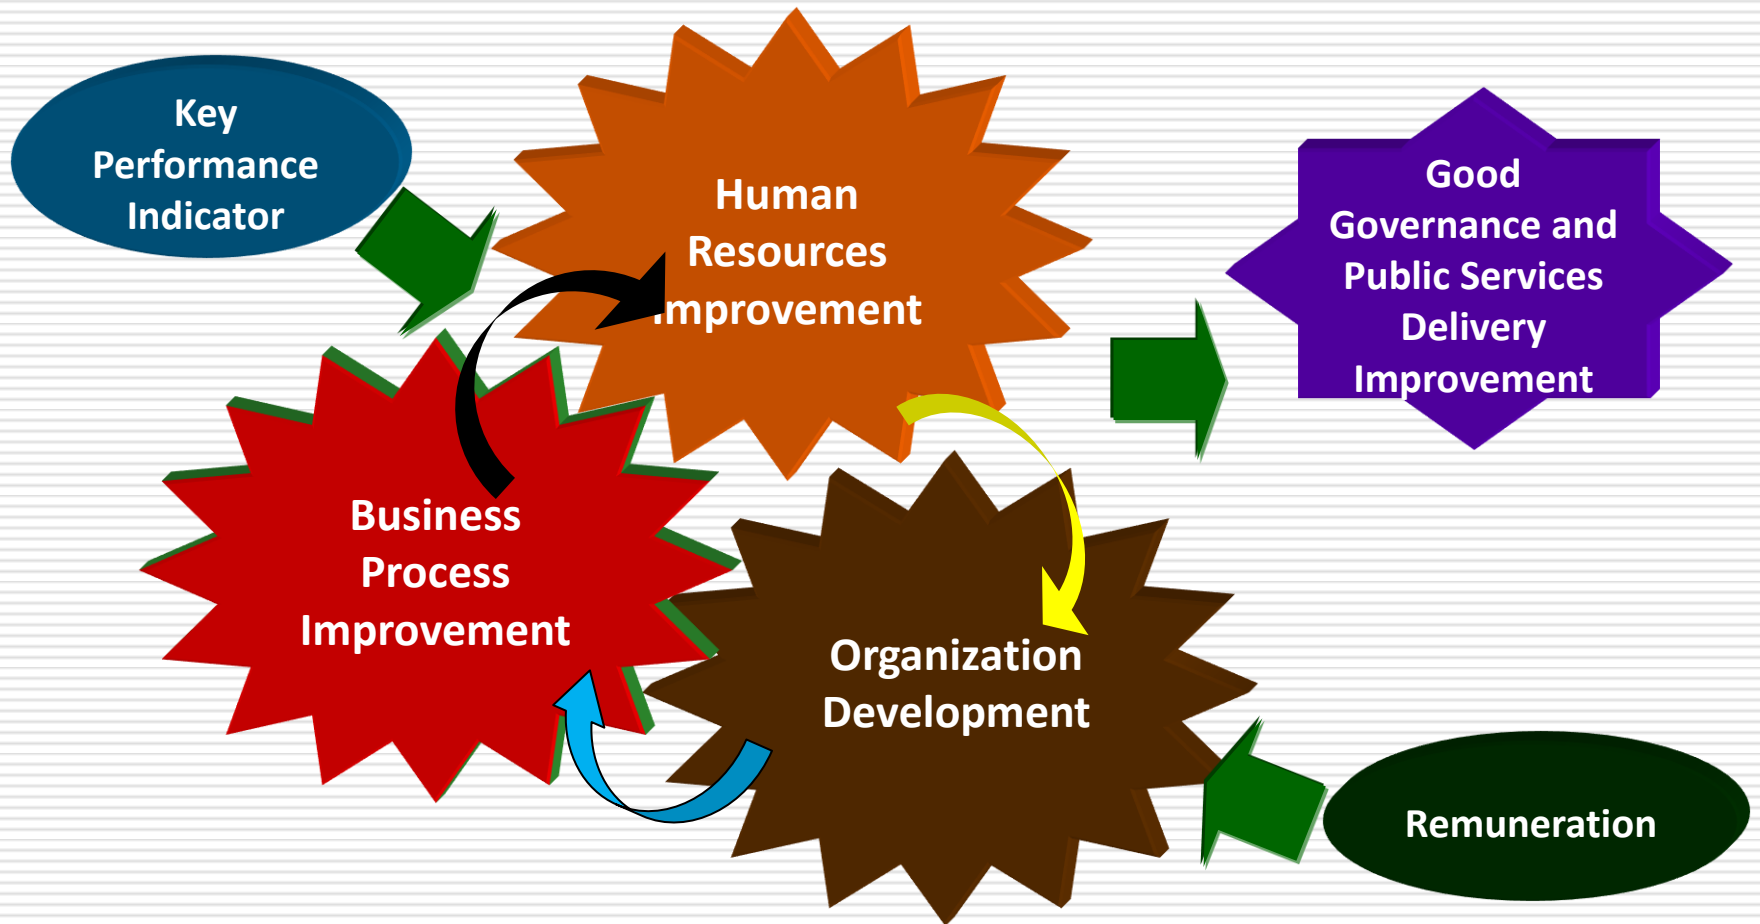 Key
Performance
Indicator
Human
Resources
Improvement
Good
Governance and
Public Services
Delivery
Improvement
Business
Process
Improvement
Organization
Development
Remuneration